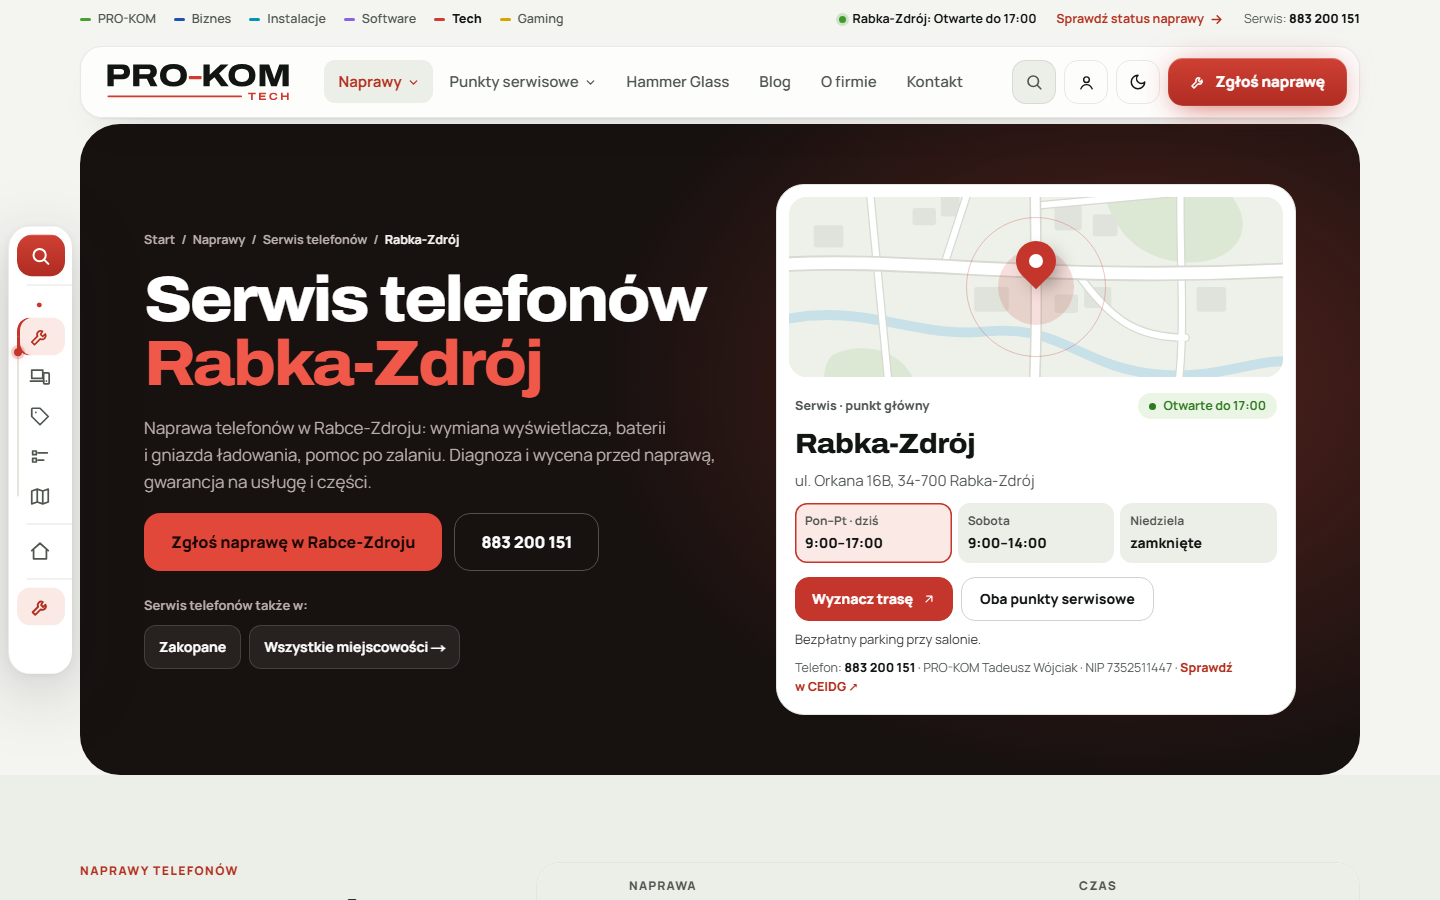 PRO-KOM
Biznes
Instalacje
Software
Tech
Gaming
Rabka-Zdrój: Otwarte do 17:00
Sprawdź status naprawy →
Serwis: 883 200 151
PRO-KOM
TECH
Naprawy
Punkty serwisowe
Hammer Glass
Blog
O firmie
Kontakt
Zgłoś naprawę
Start / Naprawy / Serwis telefonów / Rabka-Zdrój
Serwis telefonów
Rabka-Zdrój
Naprawa telefonów w Rabce-Zdroju: wymiana wyświetlacza, baterii
i gniazda ładowania, pomoc po zalaniu. Diagnoza i wycena przed naprawą,
gwarancja na usługę i części.
Zgłoś naprawę w Rabce-Zdroju
883 200 151
Serwis telefonów także w:
Zakopane
Wszystkie miejscowości →
Serwis · punkt główny
Otwarte do 17:00
Rabka-Zdrój
ul. Orkana 16B, 34-700 Rabka-Zdrój
Pon–Pt · dziś
9:00–17:00
Sobota
9:00–14:00
Niedziela
zamknięte
Wyznacz trasę ↗
Oba punkty serwisowe
Bezpłatny parking przy salonie.
Telefon: 883 200 151 · PRO-KOM Tadeusz Wójciak · NIP 7352511447 · Sprawdź
w CEIDG ↗
NAPRAWY TELEFONÓW
NAPRAWA
CZAS